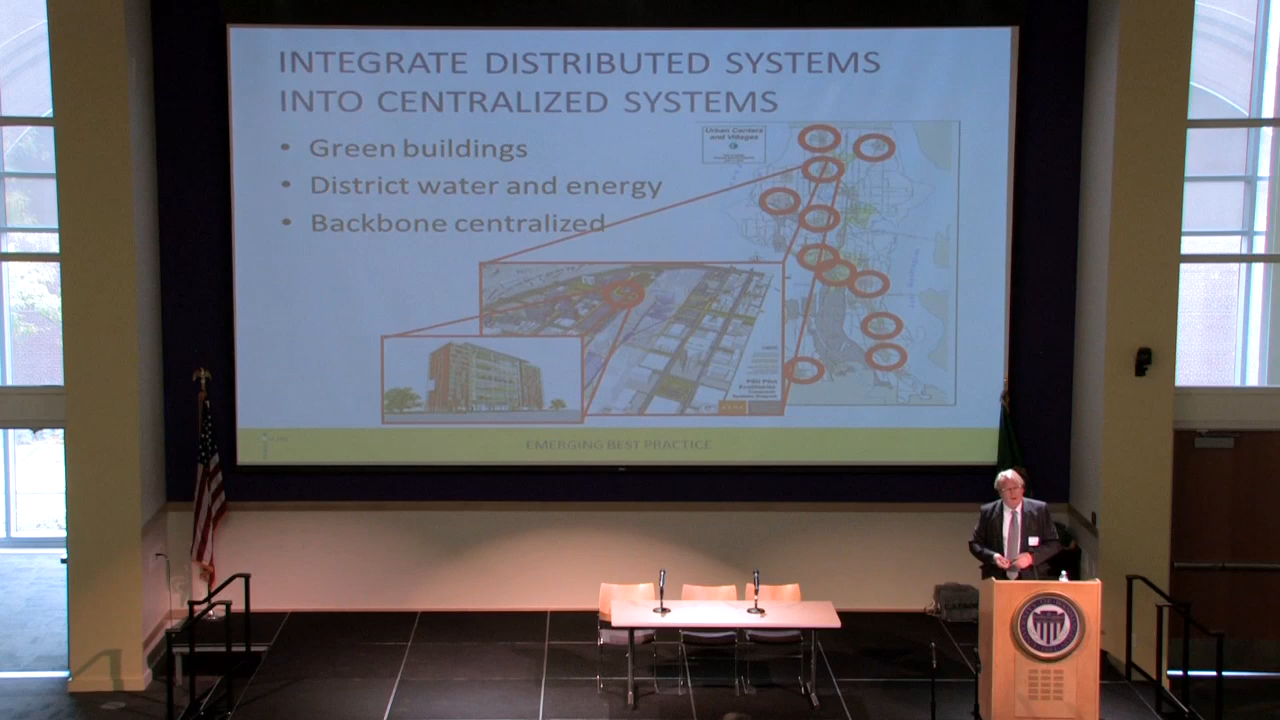 INTEGRATE DISTRIBUTED SYSTEMS
INTO CENTRALIZED SYSTEMS
• Green buildings
• District water and energy
• Backbone centralized
Urban Centers
and Villages
EMERGING BEST PRACTICE